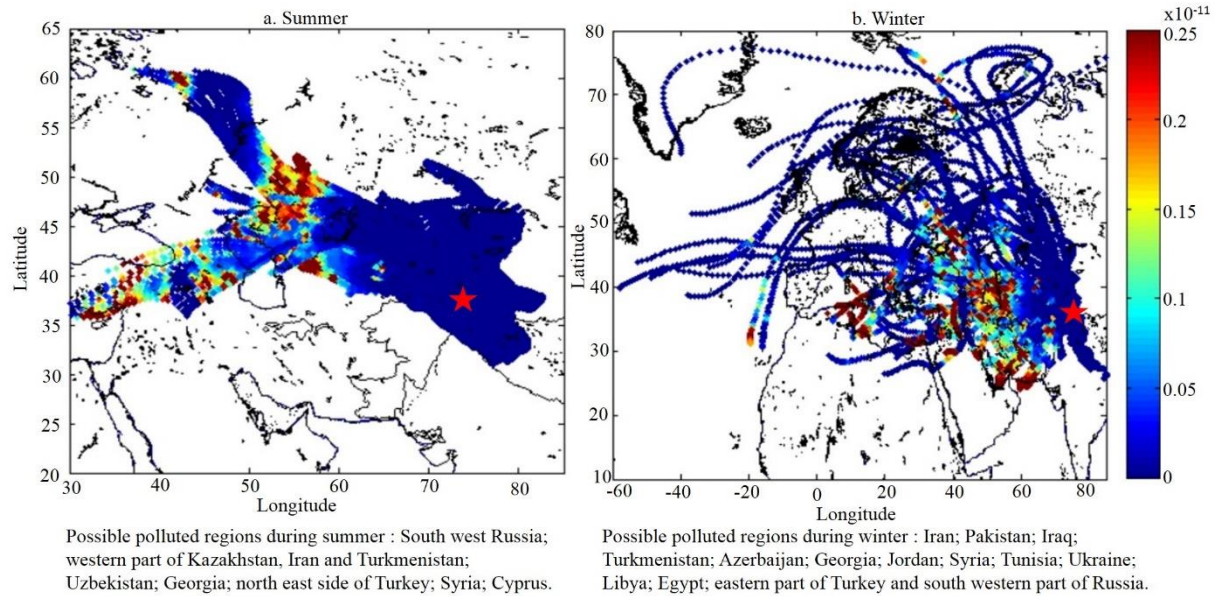 a. Summer
65
60
55
50
45
40
35
30
25
20
Latitude
30
40
50
60
70
80
Longitude
Possible polluted regions during summer : South west Russia;
western part of Kazakhstan, Iran and Turkmenistan;
Uzbekistan; Georgia; north east side of Turkey; Syria; Cyprus.
b. Winter
80
70
60
50
40
30
20
10
Latitude
-60
-40
-20
0
20
40
60
80
Longitude
Possible polluted regions during winter : Iran; Pakistan; Iraq;
Turkmenistan; Azerbaijan; Georgia; Jordan; Syria; Tunisia; Ukraine;
Libya; Egypt; eastern part of Turkey and south western part of Russia.
x10⁻¹¹
0.25
0.2
0.15
0.1
0.05
0